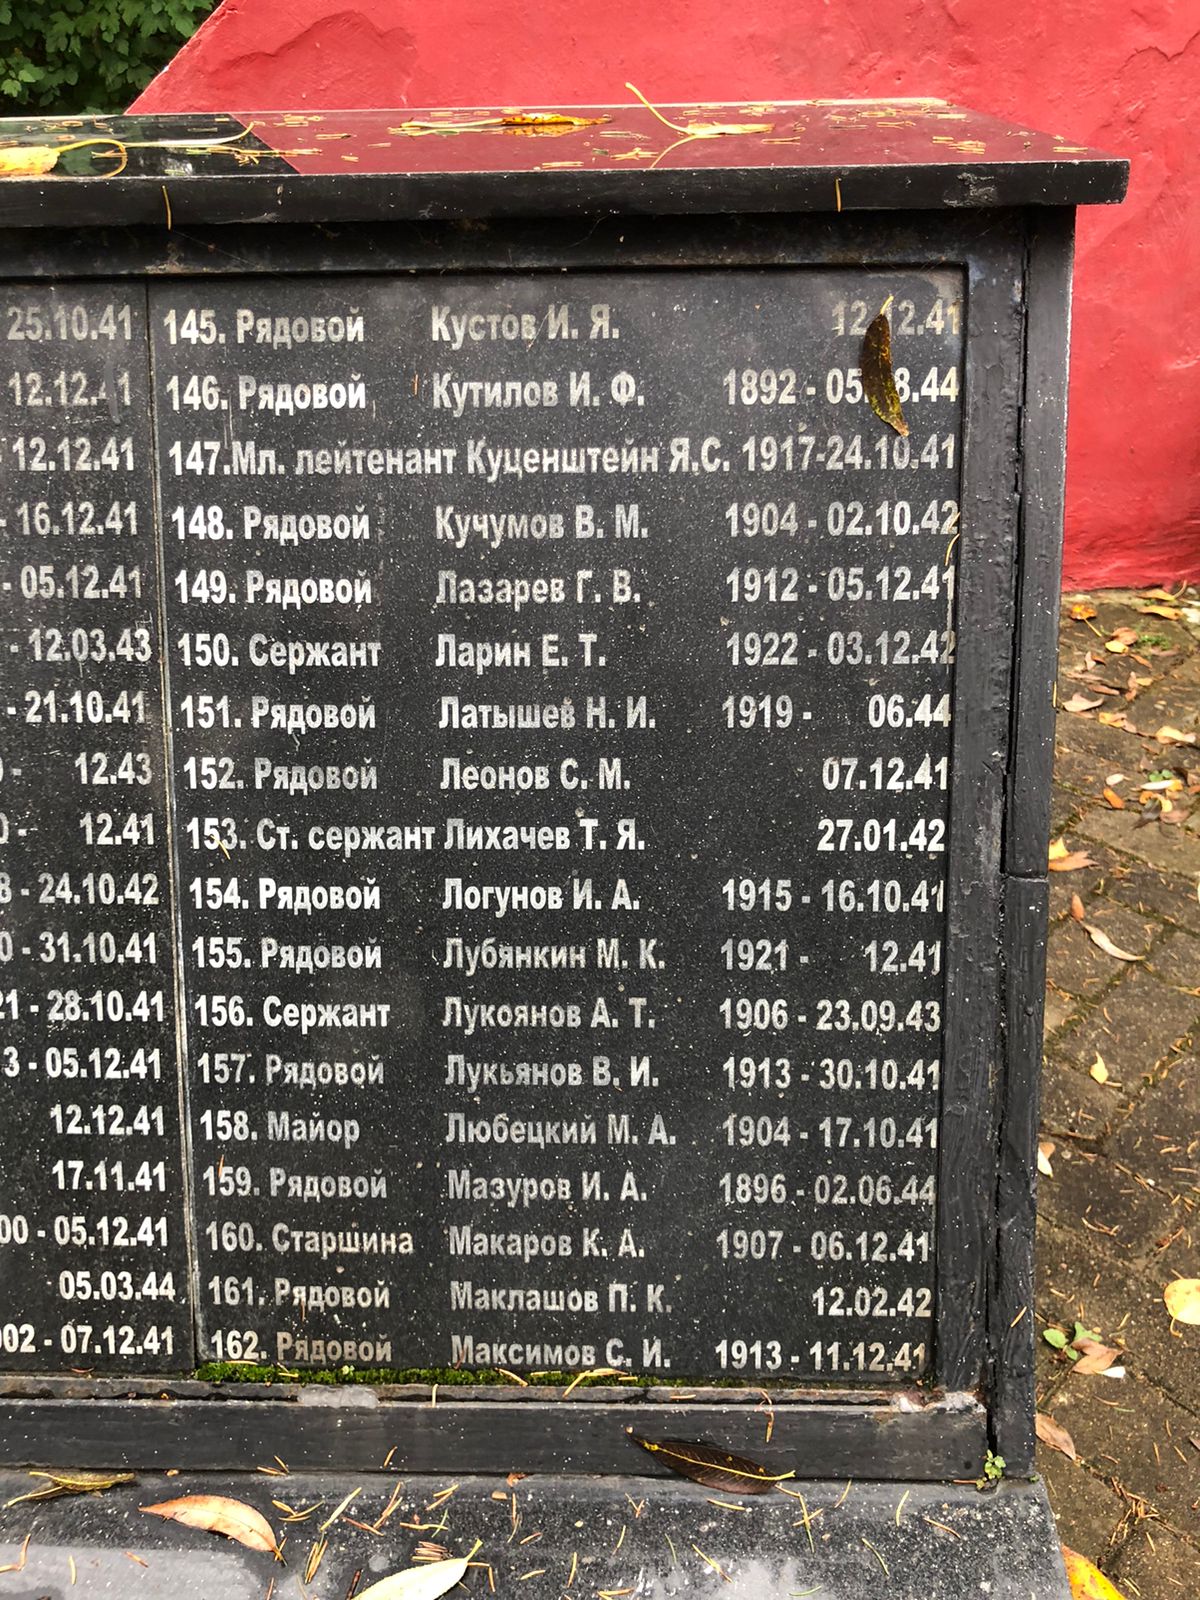 25.10.41
12.12.41
12.12.41
- 16.12.41
- 05.12.41
- 12.03.43
- 21.10.41
- 12.43
- 12.41
8 - 24.10.42
0 - 31.10.41
21 - 28.10.41
3 - 05.12.41
12.12.41
17.11.41
00 - 05.12.41
05.03.44
02 - 07.12.41
145. Рядовой Кустов И. Я. 12.12.41
146. Рядовой Кутилов И. Ф. 1892 -
147.Мл. лейтенант Куценштейн Я.С. 1917-24.10.41
148. Рядовой Кучумов В. М. 1904 - 02.10.42
149. Рядовой Лазарев Г. В. 1912 - 05.12.41
150. Сержант Ларин Е. Т. 1922 - 03.12.42
151. Рядовой Латышев Н. И. 1919 - 06.44
152. Рядовой Леонов С. М. 07.12.41
153. Ст. сержант Лихачев Т. Я. 27.01.42
154. Рядовой Логунов И. А. 1915 - 16.10.41
155. Рядовой Лубянкин М. К. 1921 - 12.41
156. Сержант Лукоянов А. Т. 1906 - 23.09.43
157. Рядовой Лукьянов В. И. 1913 - 30.10.41
158. Майор Любецкий М. А. 1904 - 17.10.41
159. Рядовой Мазуров И. А. 1896 - 02.06.44
160. Старшина Макаров К. А. 1907 - 06.12.41
161. Рядовой Маклашов П. К. 12.02.42
162. Рядовой Максимов С. И. 1913 - 11.12.41